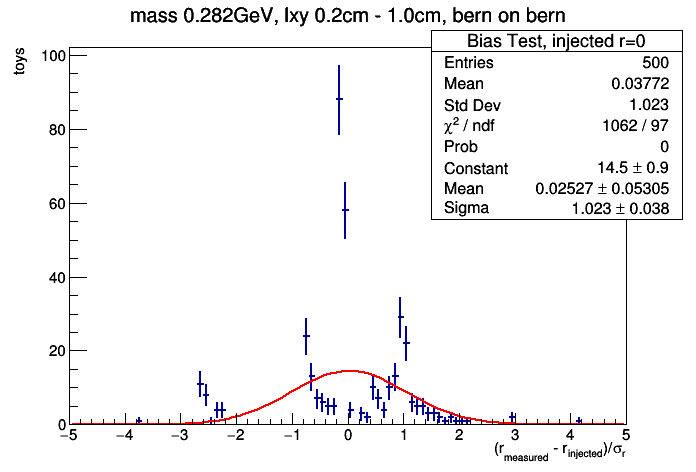 mass 0.282GeV, lxy 0.2cm - 1.0cm, bern on bern
toys
Bias Test, injected r=0
Entries 500
Mean 0.03772
Std Dev 1.023
χ² / ndf 1062 / 97
Prob 0
Constant 14.5 ± 0.9
Mean 0.02527 ± 0.05305
Sigma 1.023 ± 0.038
100
80
60
40
20
0
−5 −4 −3 −2 −1 0 1 2 3 4 5
(r_measured - r_injected)/σ_r